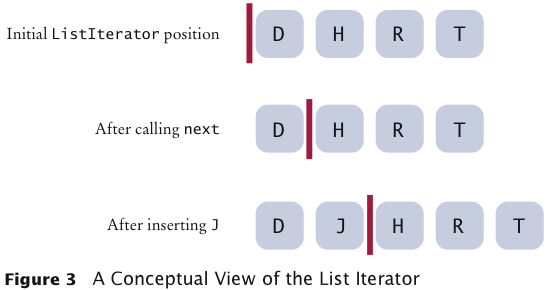 Initial ListIterator position D H R T
After calling next D H R T
After inserting J D J H R T
Figure 3 A Conceptual View of the List Iterator